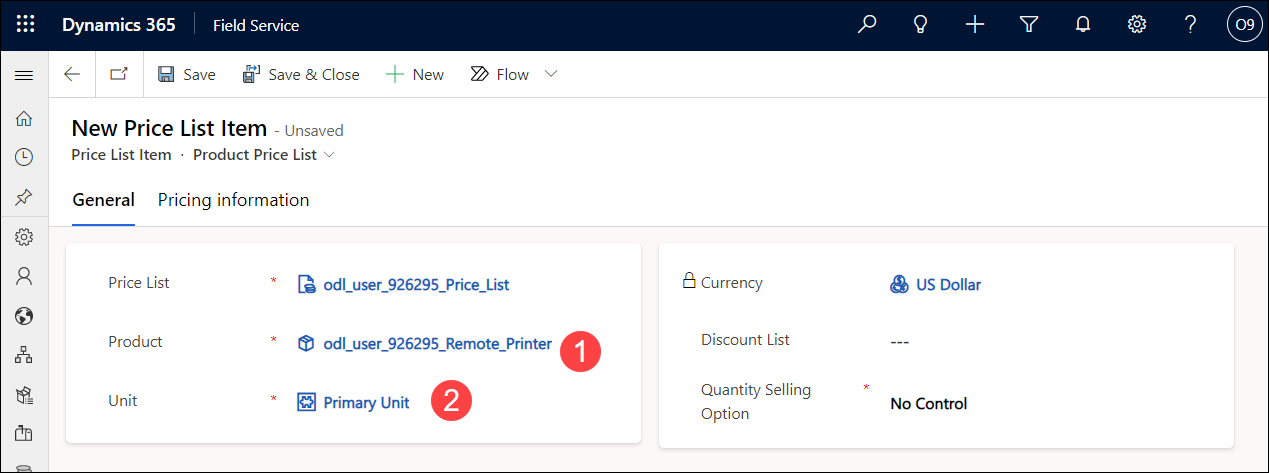 Dynamics 365 Field Service O9
Save Save & Close New Flow
New Price List Item - Unsaved
Price List Item · Product Price List
General Pricing information
Price List * odl_user_926295_Price_List
Product * odl_user_926295_Remote_Printer 1
Unit * Primary Unit 2
Currency US Dollar
Discount List ---
Quantity Selling
Option * No Control